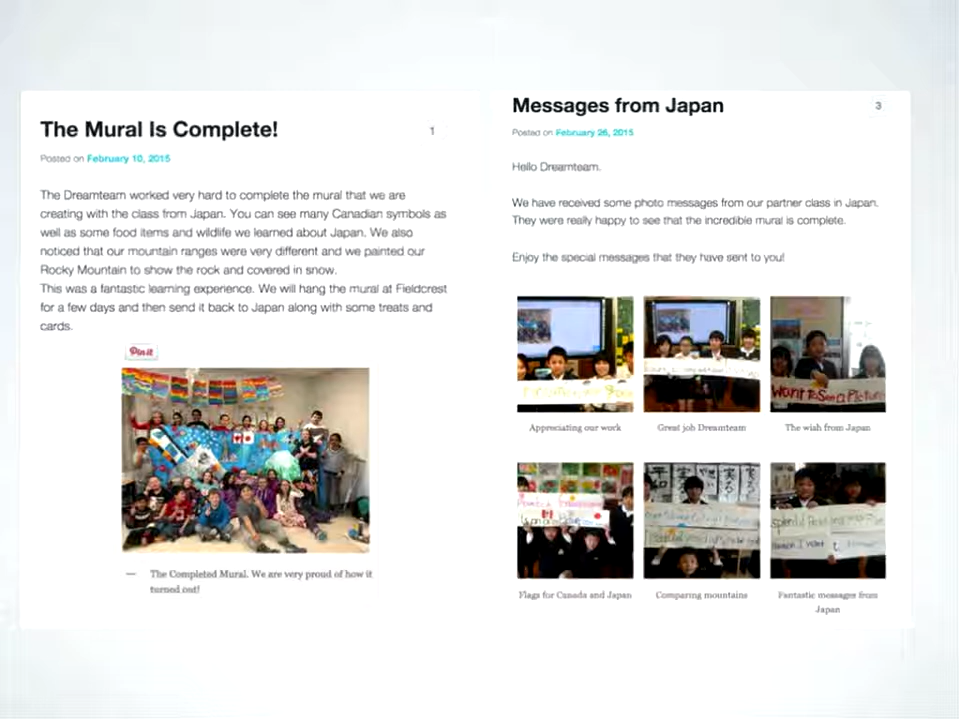 The Mural Is Complete!
1
Posted on February 10, 2015
The Dreamteam worked very hard to complete the mural that we are
creating with the class from Japan. You can see many Canadian symbols as
well as some food items and wildlife we learned about Japan. We also
noticed that our mountain ranges were very different and we painted our
Rocky Mountain to show the rock and covered in snow.
This was a fantastic learning experience. We will hang the mural at Fieldcrest
for a few days and then send it back to Japan along with some treats and
cards.
Pin it
— The Completed Mural. We are very proud of how it
turned out!
Messages from Japan
3
Posted on February 26, 2015
Hello Dreamteam.
We have received some photo messages from our partner class in Japan.
They were really happy to see that the incredible mural is complete.
Enjoy the special messages that they have sent to you!
Want To See a Picture
Appreciating our work
Great job Dreamteam
The wish from Japan
平和
Flags for Canada and Japan
Comparing mountains
Fantastic messages from
Japan